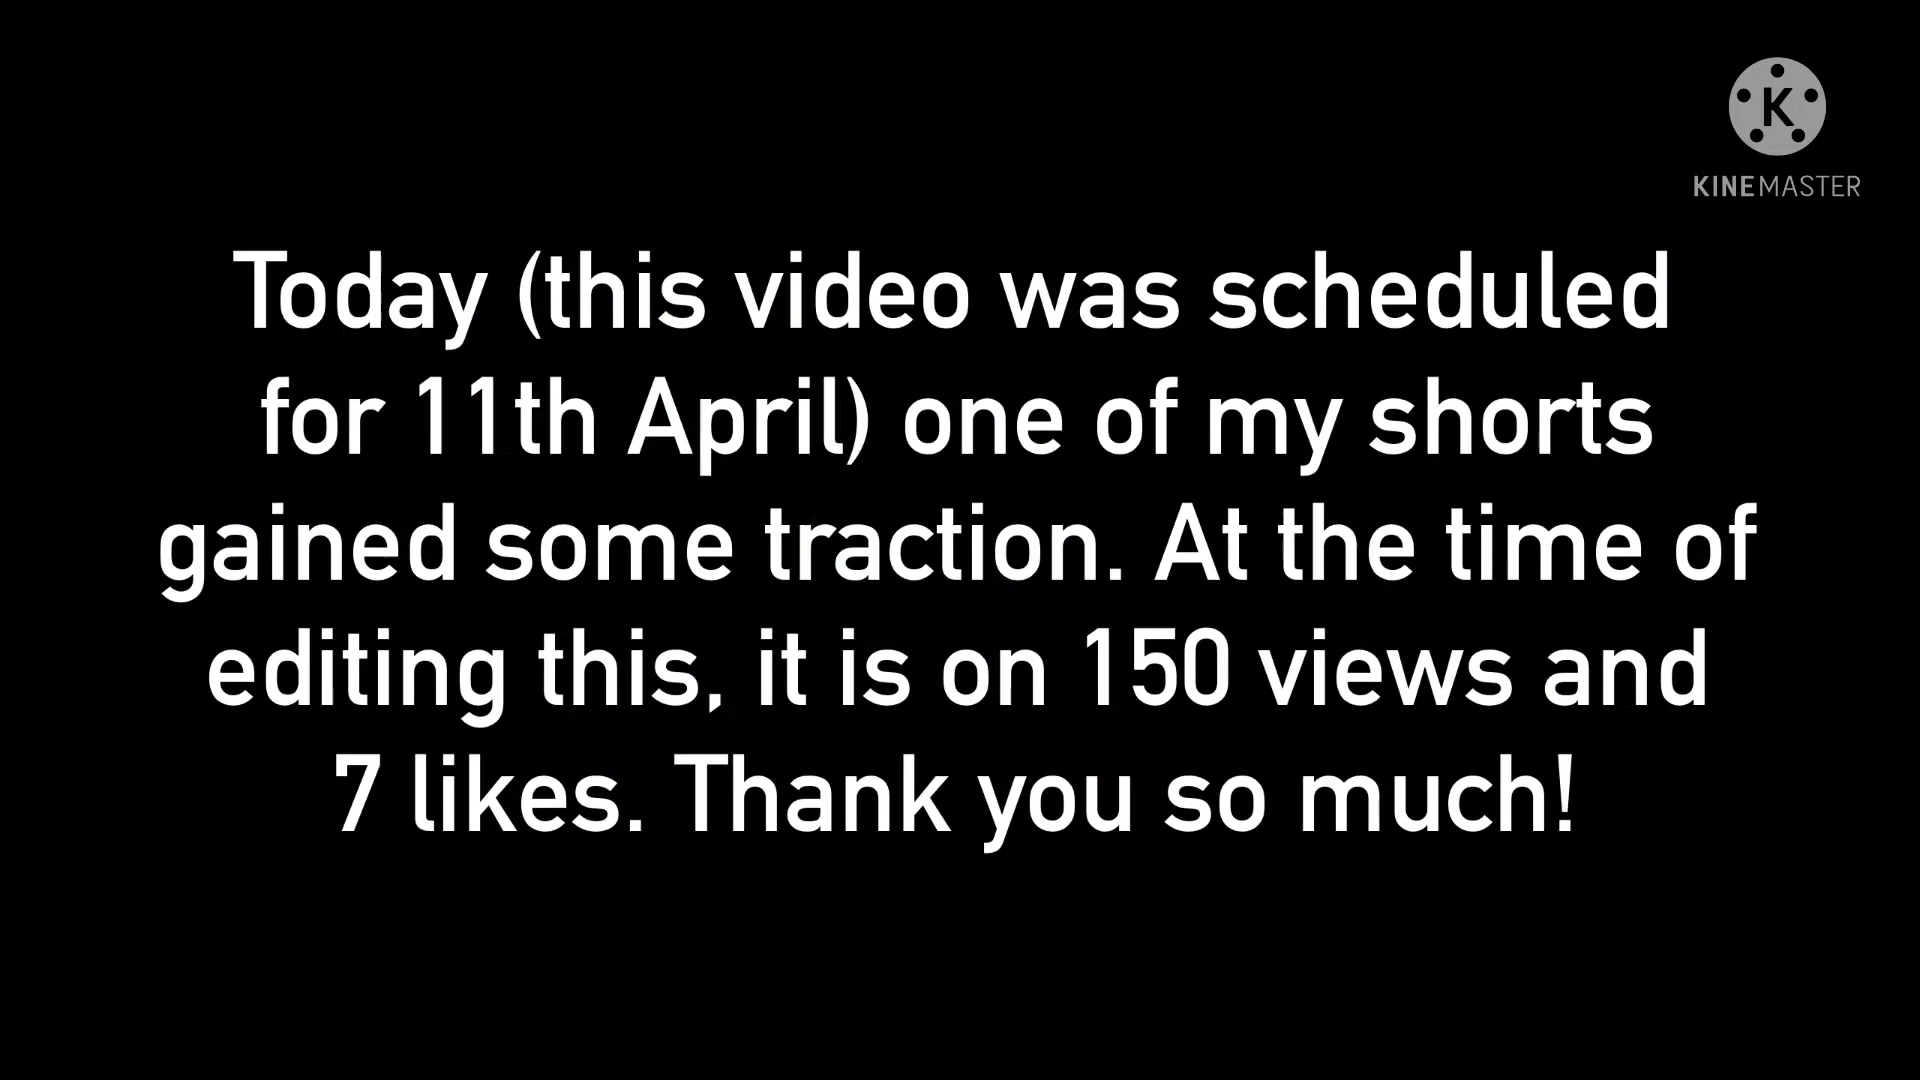 K
KINEMASTER
Today (this video was scheduled
for 11th April) one of my shorts
gained some traction. At the time of
editing this, it is on 150 views and
7 likes. Thank you so much!